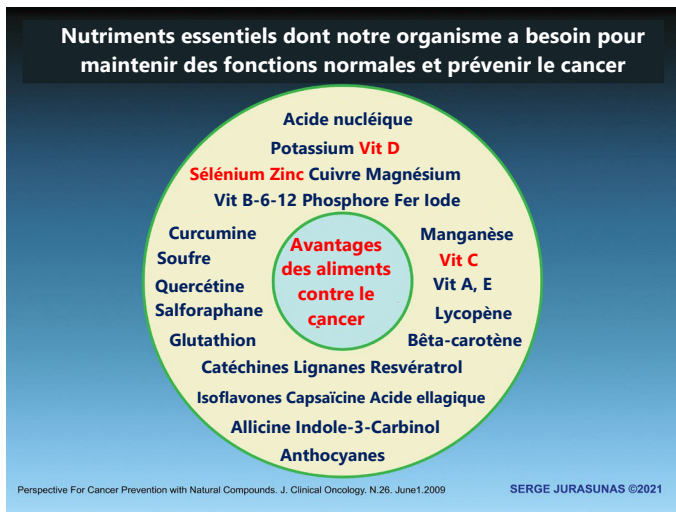 Nutriments essentiels dont notre organisme a besoin pour
maintenir des fonctions normales et prévenir le cancer
Acide nucléique
Potassium Vit D
Sélénium Zinc Cuivre Magnésium
Vit B-6-12 Phosphore Fer Iode
Curcumine
Soufre
Quercétine
Salforaphane
Glutathion
Avantages
des aliments
contre le
cancer
Manganèse
Vit C
Vit A, E
Lycopène
Bêta-carotène
Catéchines Lignanes Resvératrol
Isoflavones Capsaïcine Acide ellagique
Allicine Indole-3-Carbinol
Anthocyanes
Perspective For Cancer Prevention with Natural Compounds. J. Clinical Oncology. N.26. June1.2009
SERGE JURASUNAS ©2021